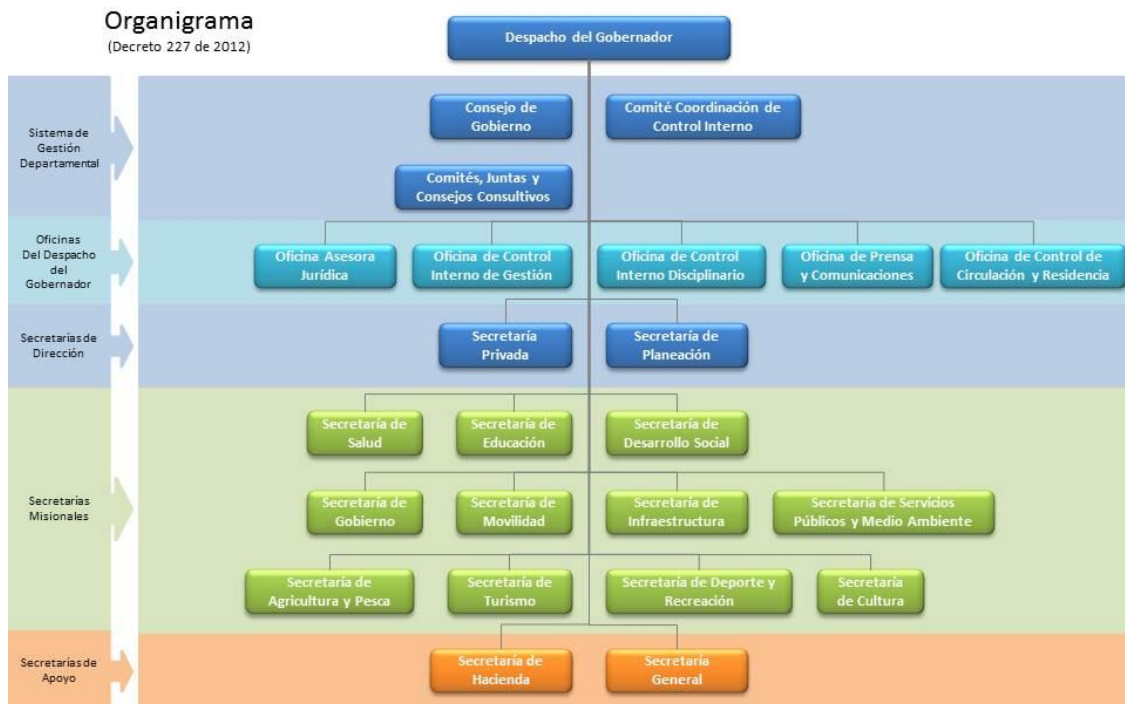 Organigrama
(Decreto 227 de 2012)
Despacho del Gobernador
Sistema de
Gestión
Departamental
Consejo de
Gobierno
Comité Coordinación de
Control Interno
Comités, Juntas y
Consejos Consultivos
Oficinas
Del Despacho
del
Gobernador
Oficina Asesora
Jurídica
Oficina de Control
Interno de Gestión
Oficina de Control
Interno Disciplinario
Oficina de Prensa
y Comunicaciones
Oficina de Control de
Circulación y Residencia
Secretarías de
Dirección
Secretaría
Privada
Secretaría de
Planeación
Secretarías
Misionales
Secretaría de
Salud
Secretaría de
Educación
Secretaría de
Desarrollo Social
Secretaría de
Gobierno
Secretaría de
Movilidad
Secretaría de
Infraestructura
Secretaría de Servicios
Públicos y Medio Ambiente
Secretaría de
Agricultura y Pesca
Secretaría de
Turismo
Secretaría de Deporte y
Recreación
Secretaría
de Cultura
Secretarías de
Apoyo
Secretaría de
Hacienda
Secretaría
General